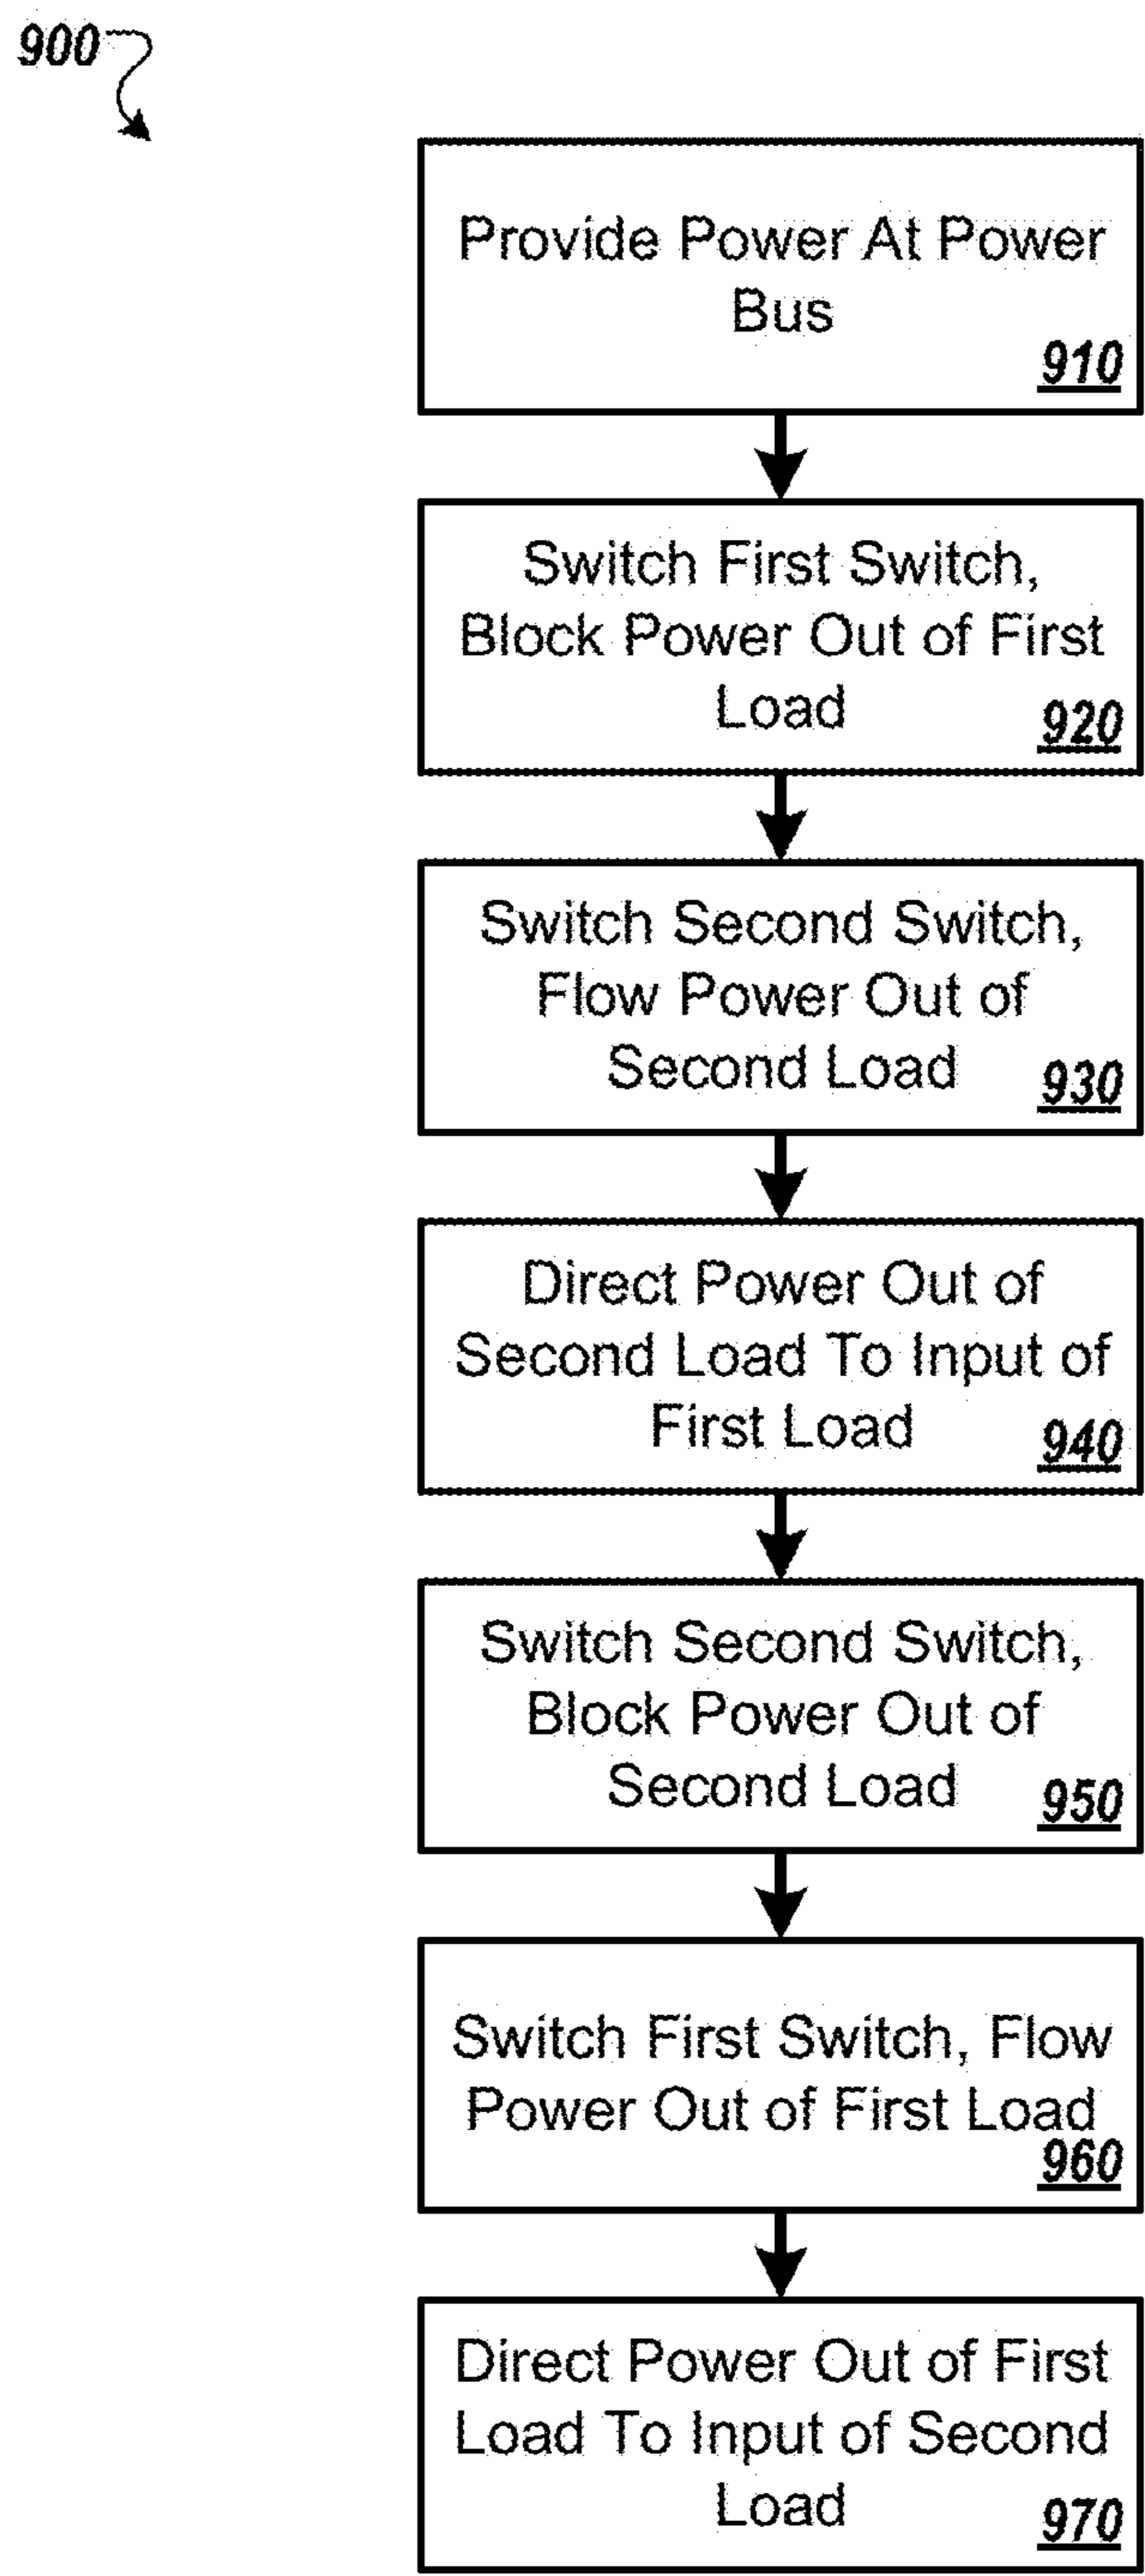 900
Provide Power At Power
Bus
910
Switch First Switch,
Block Power Out of First
Load
920
Switch Second Switch,
Flow Power Out of
Second Load
930
Direct Power Out of
Second Load To Input of
First Load
940
Switch Second Switch,
Block Power Out of
Second Load
950
Switch First Switch, Flow
Power Out of First Load
960
Direct Power Out of First
Load To Input of Second
Load
970